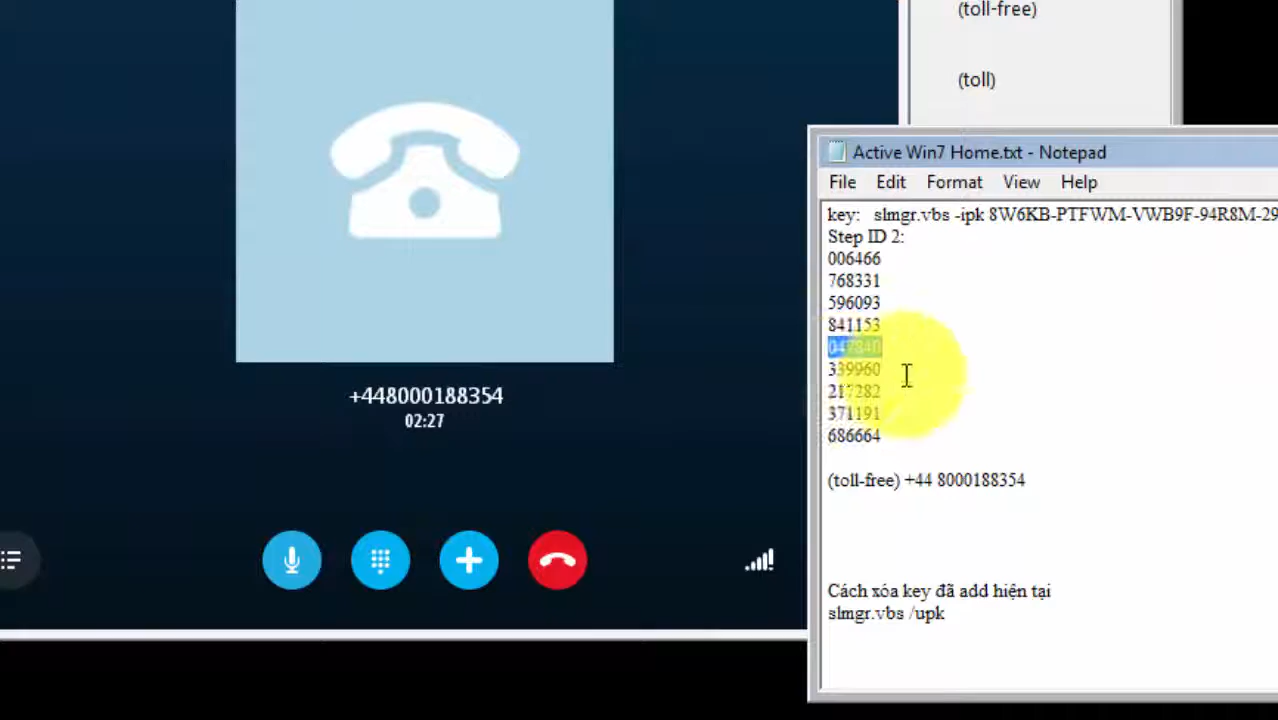 (toll-free)
(toll)
Active Win7 Home.txt - Notepad
File Edit Format View Help
key: slmgr.vbs -ipk 8W6KB-PTFWM-VWB9F-94R8M-29
Step ID 2:
006466
768331
596093
841153
047840
339960
217282
371191
686664
(toll-free) +44 8000188354
Cách xóa key đã add hiện tại
slmgr.vbs /upk
+448000188354
02:27